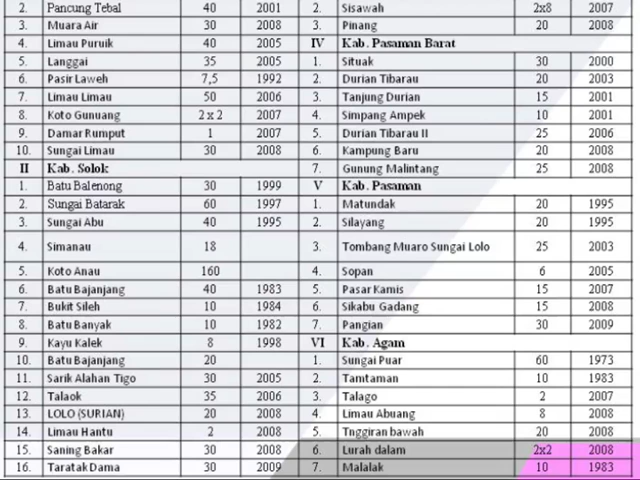 2. Pancung Tebal 40 2001 2. Sisawah 2x8 2007
3. Muara Air 30 2008 3. Pinang 20 2008
4. Limau Puruik 40 2005 IV Kab. Pasaman Barat
5. Langgai 35 2005 1. Situak 30 2000
6. Pasir Laweh 7,5 1992 2. Durian Tibarau 20 2003
7. Limau Limau 50 2006 3. Tanjung Durian 15 2001
8. Koto Gunuang 2 x 2 2007 4. Simpang Ampek 10 2001
9. Damar Rumput 1 2007 5. Durian Tibarau II 25 2006
10. Sungai Limau 30 2008 6. Kampung Baru 20 2008
II Kab. Solok 7. Gunung Malintang 25 2008
1. Batu Balenong 30 1999 V Kab. Pasaman
2. Sungai Batarak 60 1997 1. Matundak 20 1995
3. Sungai Abu 40 1995 2. Silayang 20 1995
4. Simanau 18 3. Tombang Muaro Sungai Lolo 25 2003
5. Koto Anau 160 4. Sopan 6 2005
6. Batu Bajanjang 40 1983 5. Pasar Kamis 15 2007
7. Bukit Sileh 10 1984 6. Sikabu Gadang 15 2008
8. Batu Banyak 10 1982 7. Pangian 30 2009
9. Kayu Kalek 8 1998 VI Kab. Agam
10. Batu Bajanjang 20 1. Sungai Puar 60 1973
11. Sarik Alahan Tigo 30 2005 2. Tamtaman 10 1983
12. Talaok 35 2006 3. Talago 2 2007
13. LOLO (SURIAN) 20 2008 4. Limau Abuang 8 2008
14. Limau Hantu 2 2008 5. Tnggiran bawah 20 2008
15. Saning Bakar 30 2008 6. Lurah dalam 2x2 2008
16. Taratak Dama 30 2009 7. Malalak 10 1983